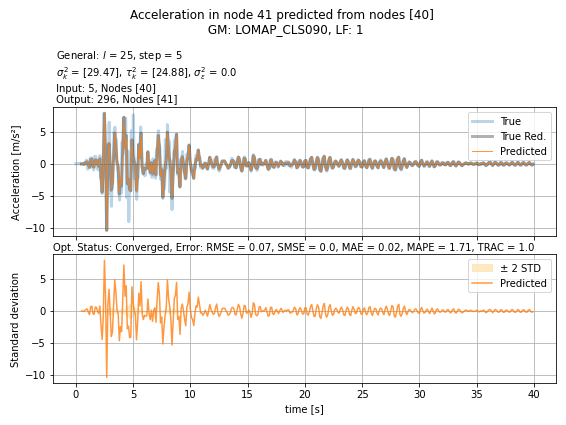 Acceleration in node 41 predicted from nodes [40]
GM: LOMAP_CLS090, LF: 1
General: l = 25, step = 5
σ²ₖ = [29.47], τ²ₖ = [24.88], σ²ε = 0.0
Input: 5, Nodes [40]
Output: 296, Nodes [41]
True
True Red.
Predicted
Acceleration [m/s²]
5
0
−5
−10
Opt. Status: Converged, Error: RMSE = 0.07, SMSE = 0.0, MAE = 0.02, MAPE = 1.71, TRAC = 1.0
± 2 STD
Predicted
Standard deviation
5
0
−5
−10
0 5 10 15 20 25 30 35 40
time [s]